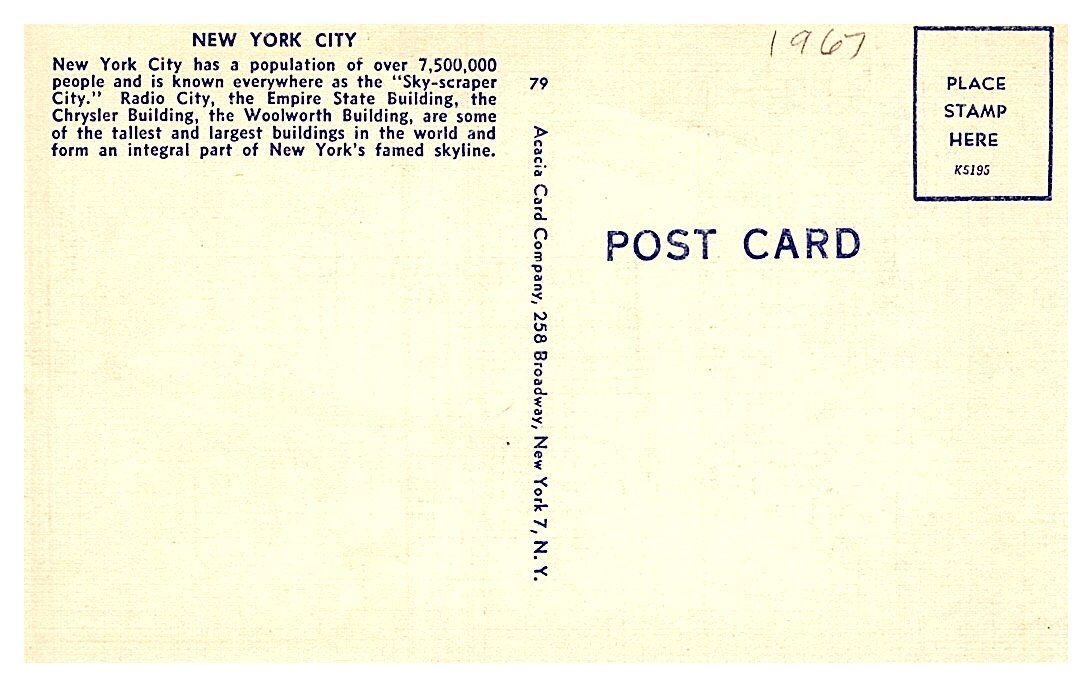 NEW YORK CITY
New York City has a population of over 7,500,000
people and is known everywhere as the "Sky-scraper
City." Radio City, the Empire State Building, the
Chrysler Building, the Woolworth Building, are some
of the tallest and largest buildings in the world and
form an integral part of New York's famed skyline.
79
Acacia Card Company, 258 Broadway, New York 7, N. Y.
1967
PLACE
STAMP
HERE
K5195
POST CARD